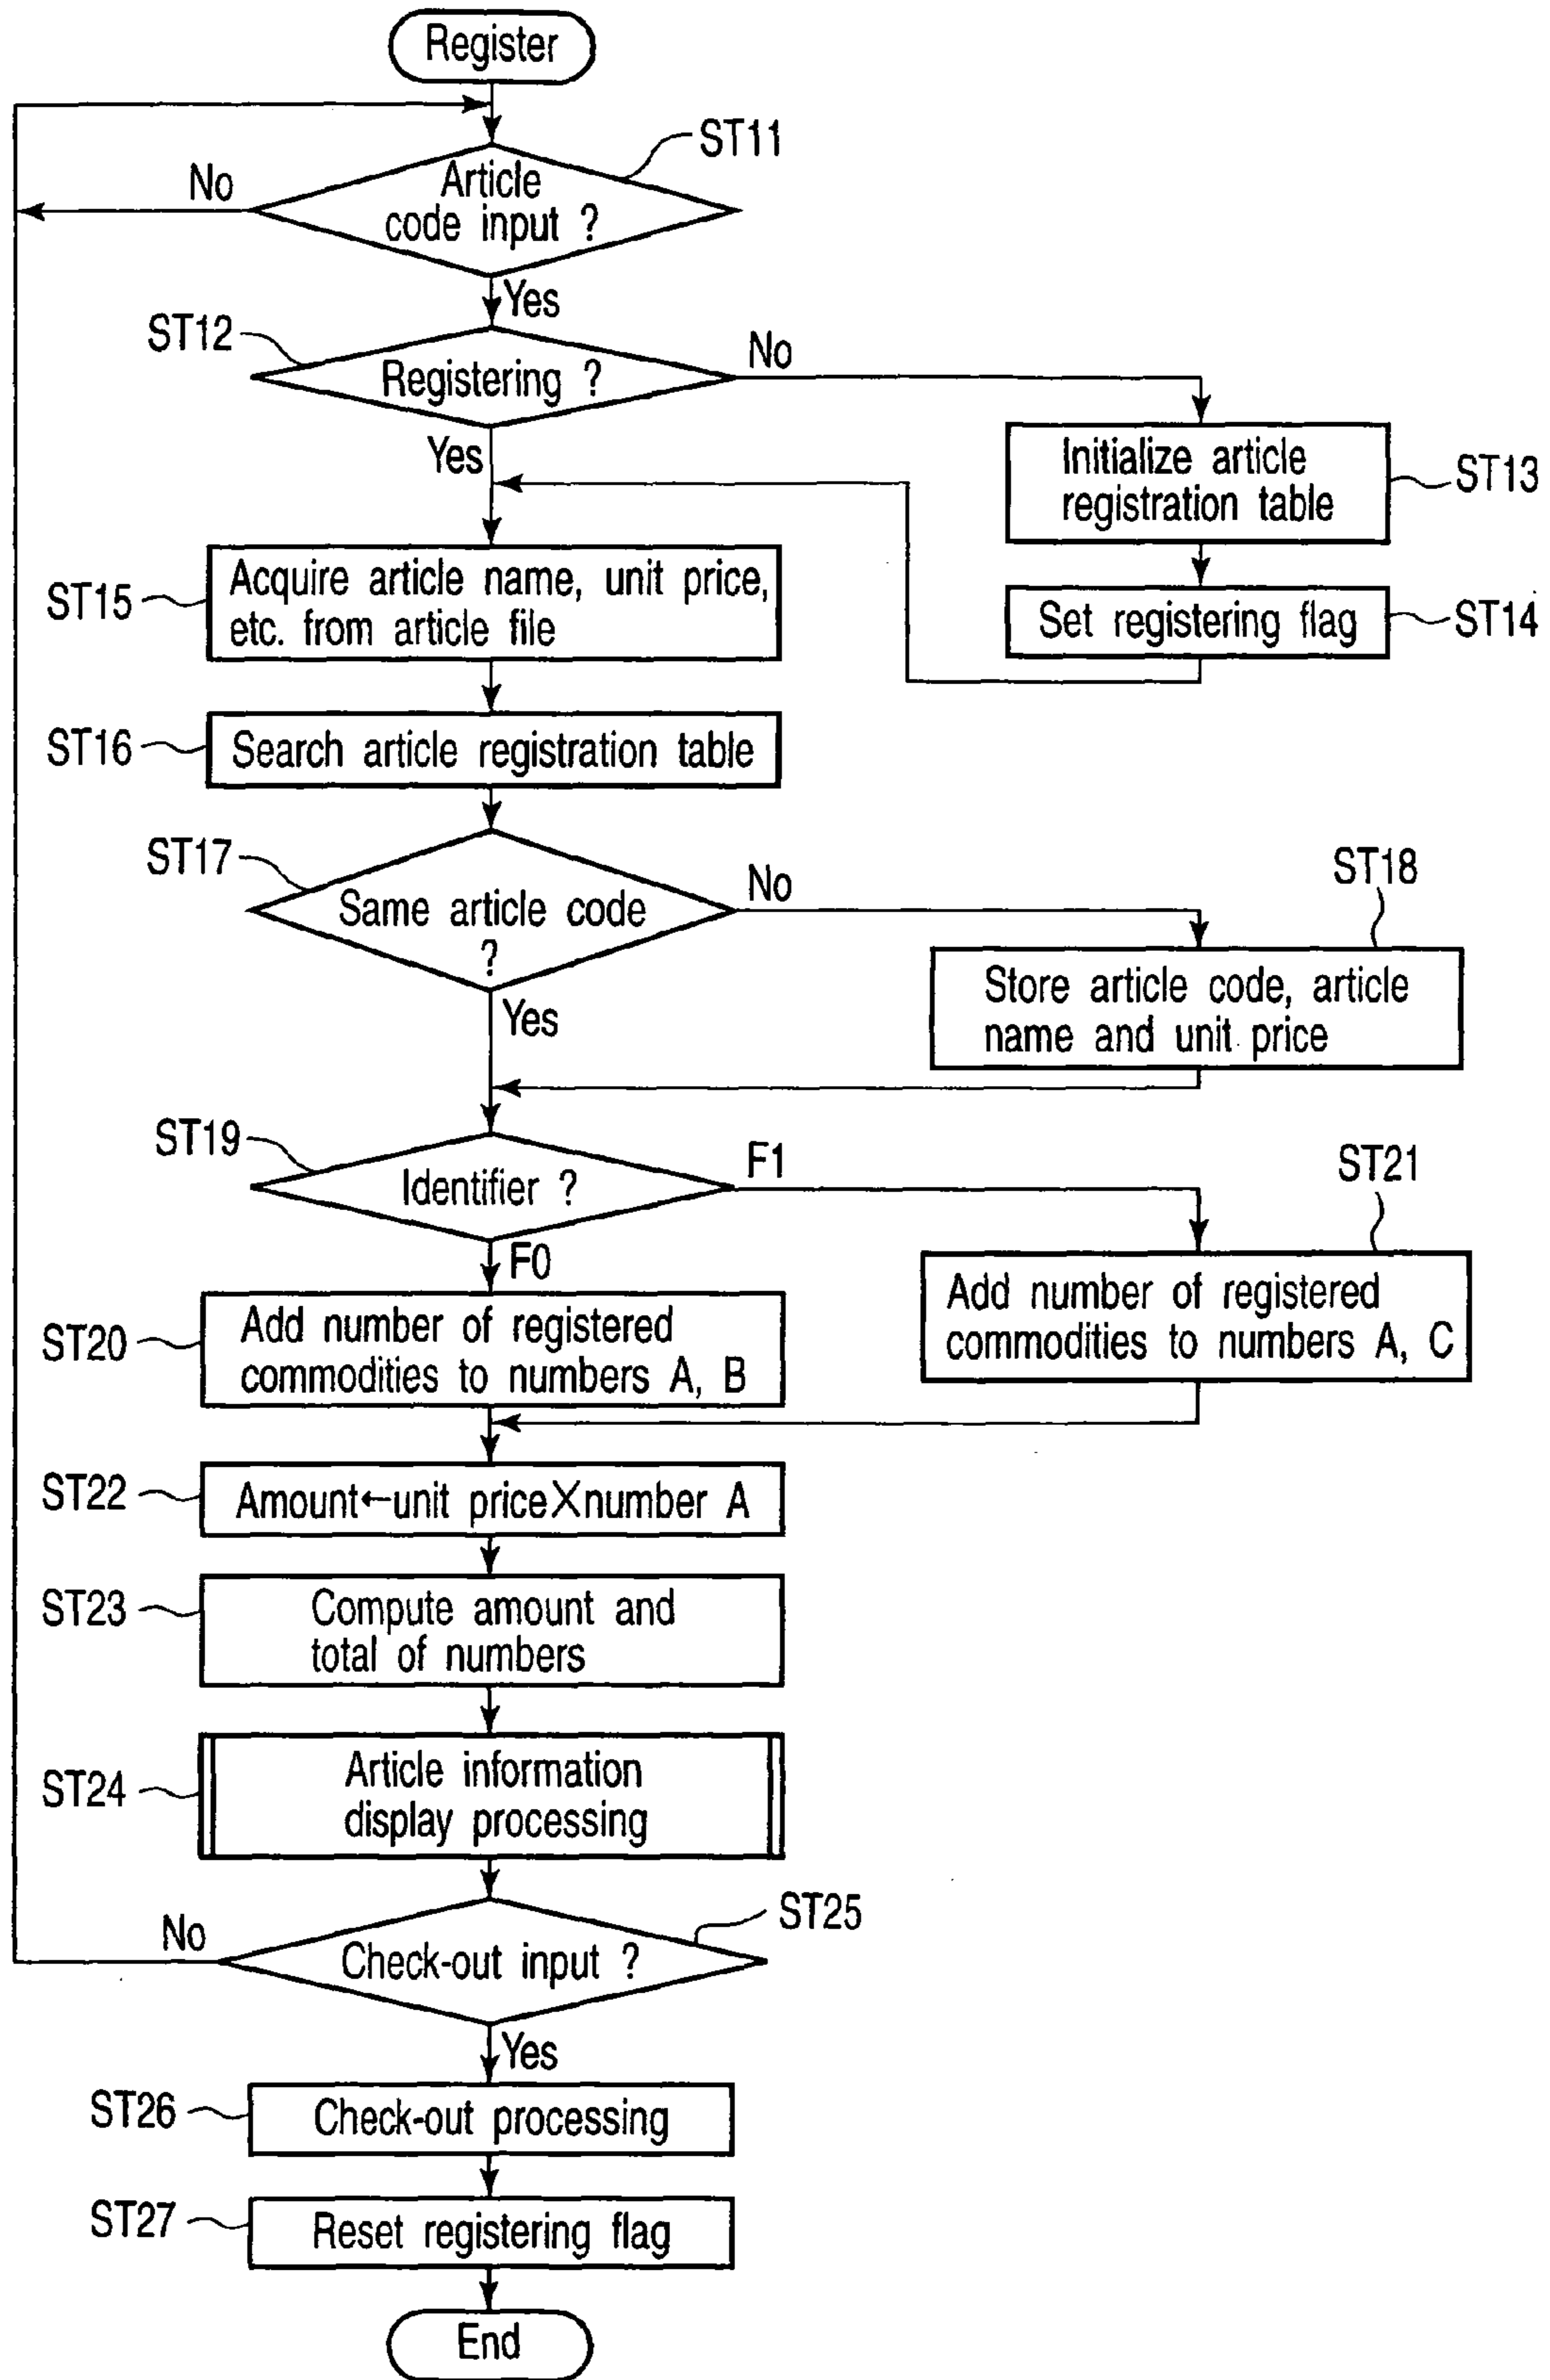 Register
ST11
Article
code input ?
No
Yes
ST12
Registering ?
No
Yes
Initialize article
registration table
ST13
Set registering flag
ST14
ST15
Acquire article name, unit price,
etc. from article file
ST16
Search article registration table
ST17
Same article code
?
No
Yes
ST18
Store article code, article
name and unit price
ST19
Identifier ?
F1
F0
ST21
Add number of registered
commodities to numbers A, C
ST20
Add number of registered
commodities to numbers A, B
ST22
Amount←unit price×number A
ST23
Compute amount and
total of numbers
ST24
Article information
display processing
ST25
Check-out input ?
No
Yes
ST26
Check-out processing
ST27
Reset registering flag
End